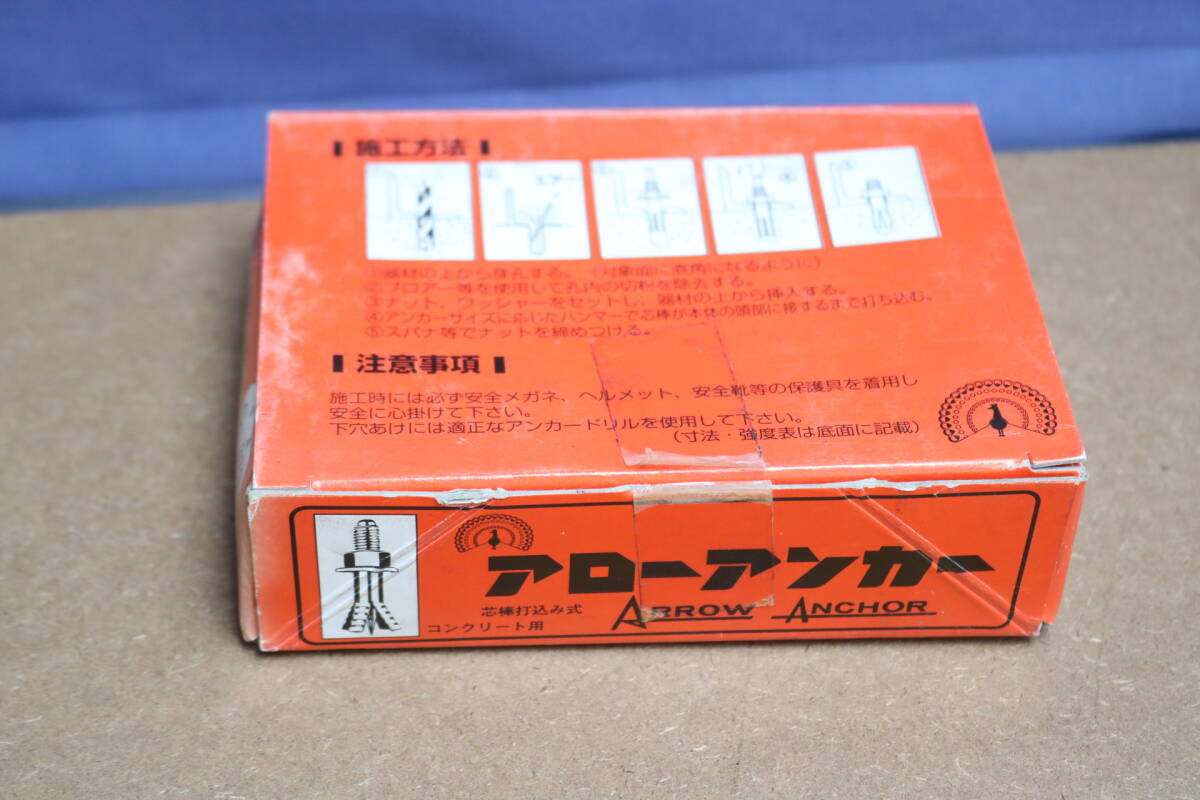 施工方法
①器材の上から穿孔する。(対象面に直角になるように)
②ブロアー等を使用して孔内の切粉を除去する。
③ナット、ワッシャーをセットし、器材の上から挿入する。
④アンカーサイズに応じたハンマーで芯棒が本体の頭部に接するまで打ち込む。
⑤スパナ等でナットを締めつける。
注意事項
施工時には必ず安全メガネ、ヘルメット、安全靴等の保護具を着用し
安全に心掛けて下さい。
下穴あけには適正なアンカードリルを使用して下さい。
(寸法・強度表は底面に記載)
アローアンカー
芯棒打込み式
コンクリート用
ARROW ANCHOR